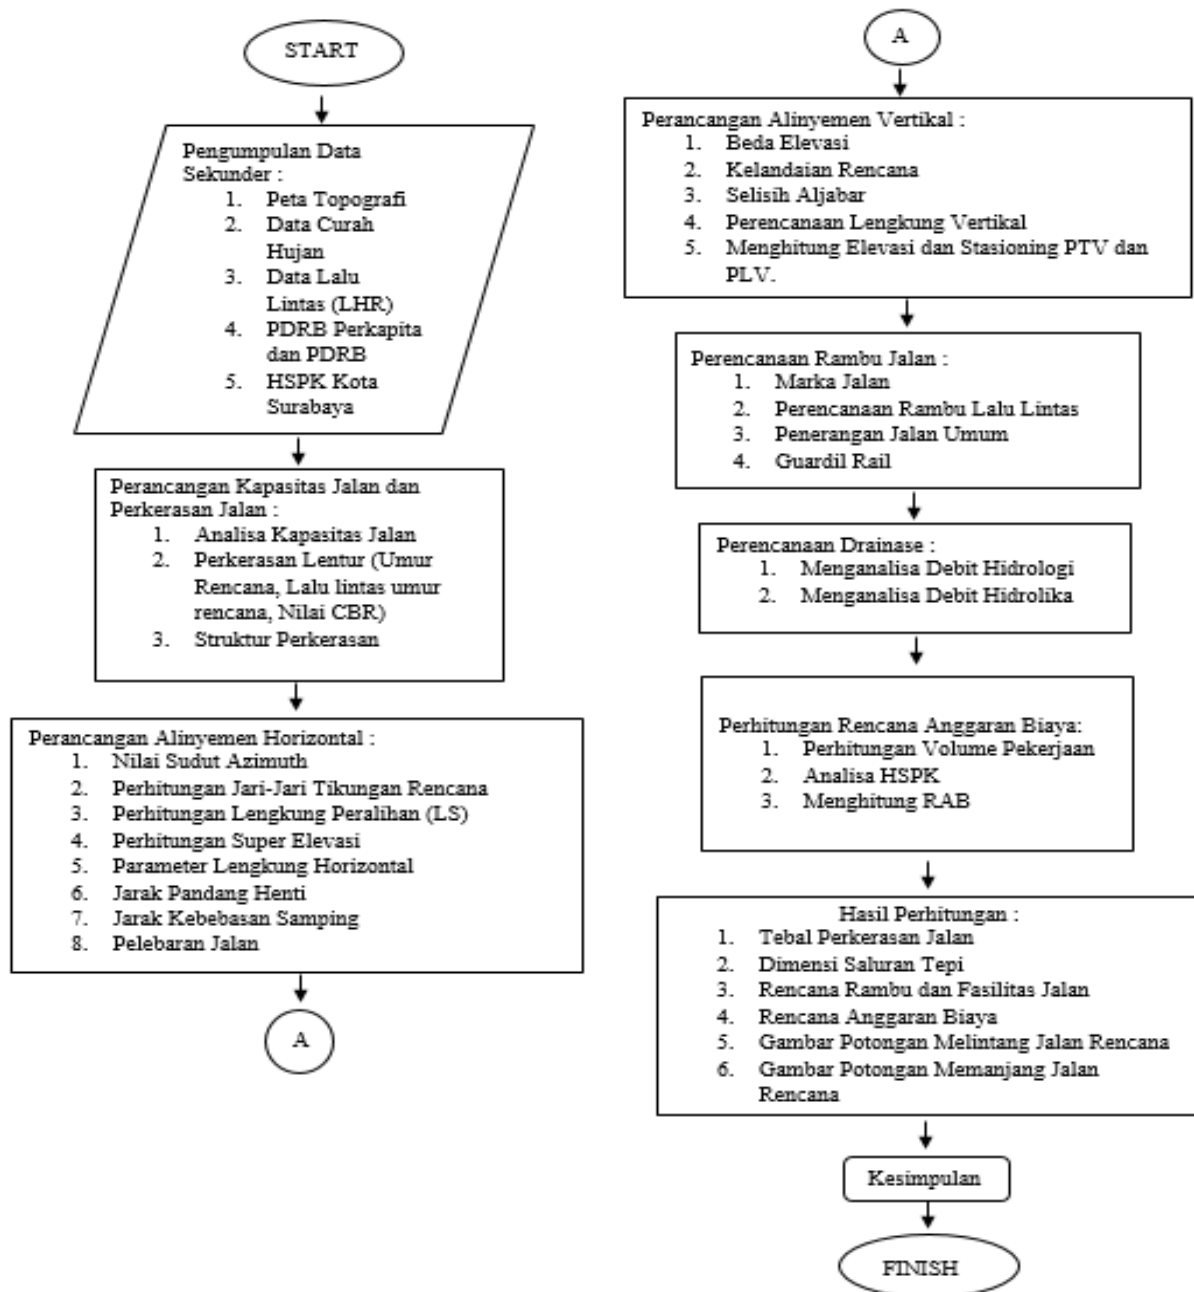 START
Pengumpulan Data
Sekunder :
1. Peta Topografi
2. Data Curah
Hujan
3. Data Lalu
Lintas (LHR)
4. PDRB Perkapita
dan PDRB
5. HSPK Kota
Surabaya
Perancangan Kapasitas Jalan dan
Perkerasan Jalan :
1. Analisa Kapasitas Jalan
2. Perkerasan Lentur (Umur
Rencana, Lalu lintas umur
rencana, Nilai CBR)
3. Struktur Perkerasan
Perancangan Alinyemen Horizontal :
1. Nilai Sudut Azimuth
2. Perhitungan Jari-Jari Tikungan Rencana
3. Perhitungan Lengkung Peralihan (LS)
4. Perhitungan Super Elevasi
5. Parameter Lengkung Horizontal
6. Jarak Pandang Henti
7. Jarak Kebebasan Samping
8. Pelebaran Jalan
A
A
Perancangan Alinyemen Vertikal :
1. Beda Elevasi
2. Kelandaian Rencana
3. Selisih Aljabar
4. Perencanaan Lengkung Vertikal
5. Menghitung Elevasi dan Stasioning PTV dan
PLV.
Perencanaan Rambu Jalan :
1. Marka Jalan
2. Perencanaan Rambu Lalu Lintas
3. Penerangan Jalan Umum
4. Guardil Rail
Perencanaan Drainase :
1. Menganalisa Debit Hidrologi
2. Menganalisa Debit Hidrolika
Perhitungan Rencana Anggaran Biaya:
1. Perhitungan Volume Pekerjaan
2. Analisa HSPK
3. Menghitung RAB
Hasil Perhitungan :
1. Tebal Perkerasan Jalan
2. Dimensi Saluran Tepi
3. Rencana Rambu dan Fasilitas Jalan
4. Rencana Anggaran Biaya
5. Gambar Potongan Melintang Jalan Rencana
6. Gambar Potongan Memanjang Jalan
Rencana
Kesimpulan
FINISH